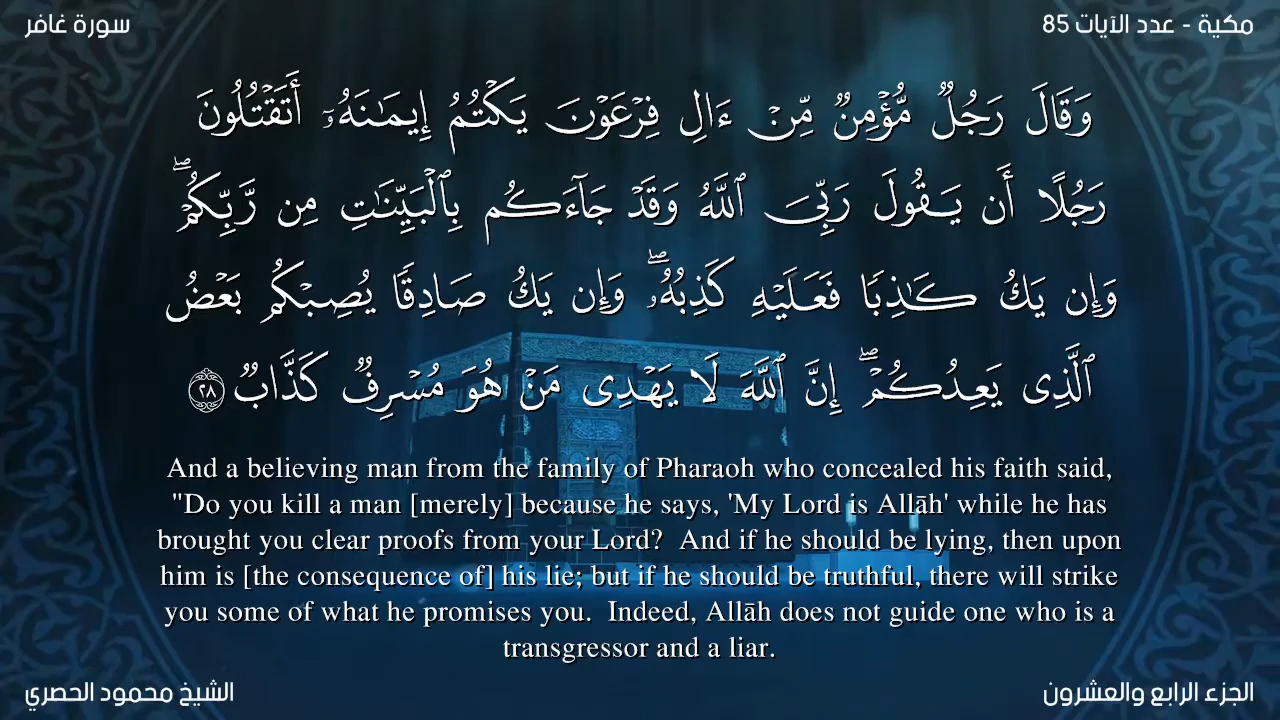 سورة غافر
مكية - عدد الآيات 85
وَقَالَ رَجُلٌ مُّؤْمِنٌ مِّنْ ءَالِ فِرْعَوْنَ يَكْتُمُ إِيمَـٰنَهُۥٓ أَتَقْتُلُونَ
رَجُلًا أَن يَقُولَ رَبِّىَ ٱللَّهُ وَقَدْ جَآءَكُم بِٱلْبَيِّنَـٰتِ مِن رَّبِّكُمْ ۖ
وَإِن يَكُ كَـٰذِبًا فَعَلَيْهِ كَذِبُهُۥ ۖ وَإِن يَكُ صَادِقًا يُصِبْكُم بَعْضُ
ٱلَّذِى يَعِدُكُمْ ۖ إِنَّ ٱللَّهَ لَا يَهْدِى مَنْ هُوَ مُسْرِفٌ كَذَّابٌ ٢٨
And a believing man from the family of Pharaoh who concealed his faith said,
"Do you kill a man [merely] because he says, 'My Lord is Allāh' while he has
brought you clear proofs from your Lord?  And if he should be lying, then upon
him is [the consequence of] his lie; but if he should be truthful, there will strike
you some of what he promises you.  Indeed, Allāh does not guide one who is a
transgressor and a liar.
الشيخ محمود الحصري
الجزء الرابع والعشرون